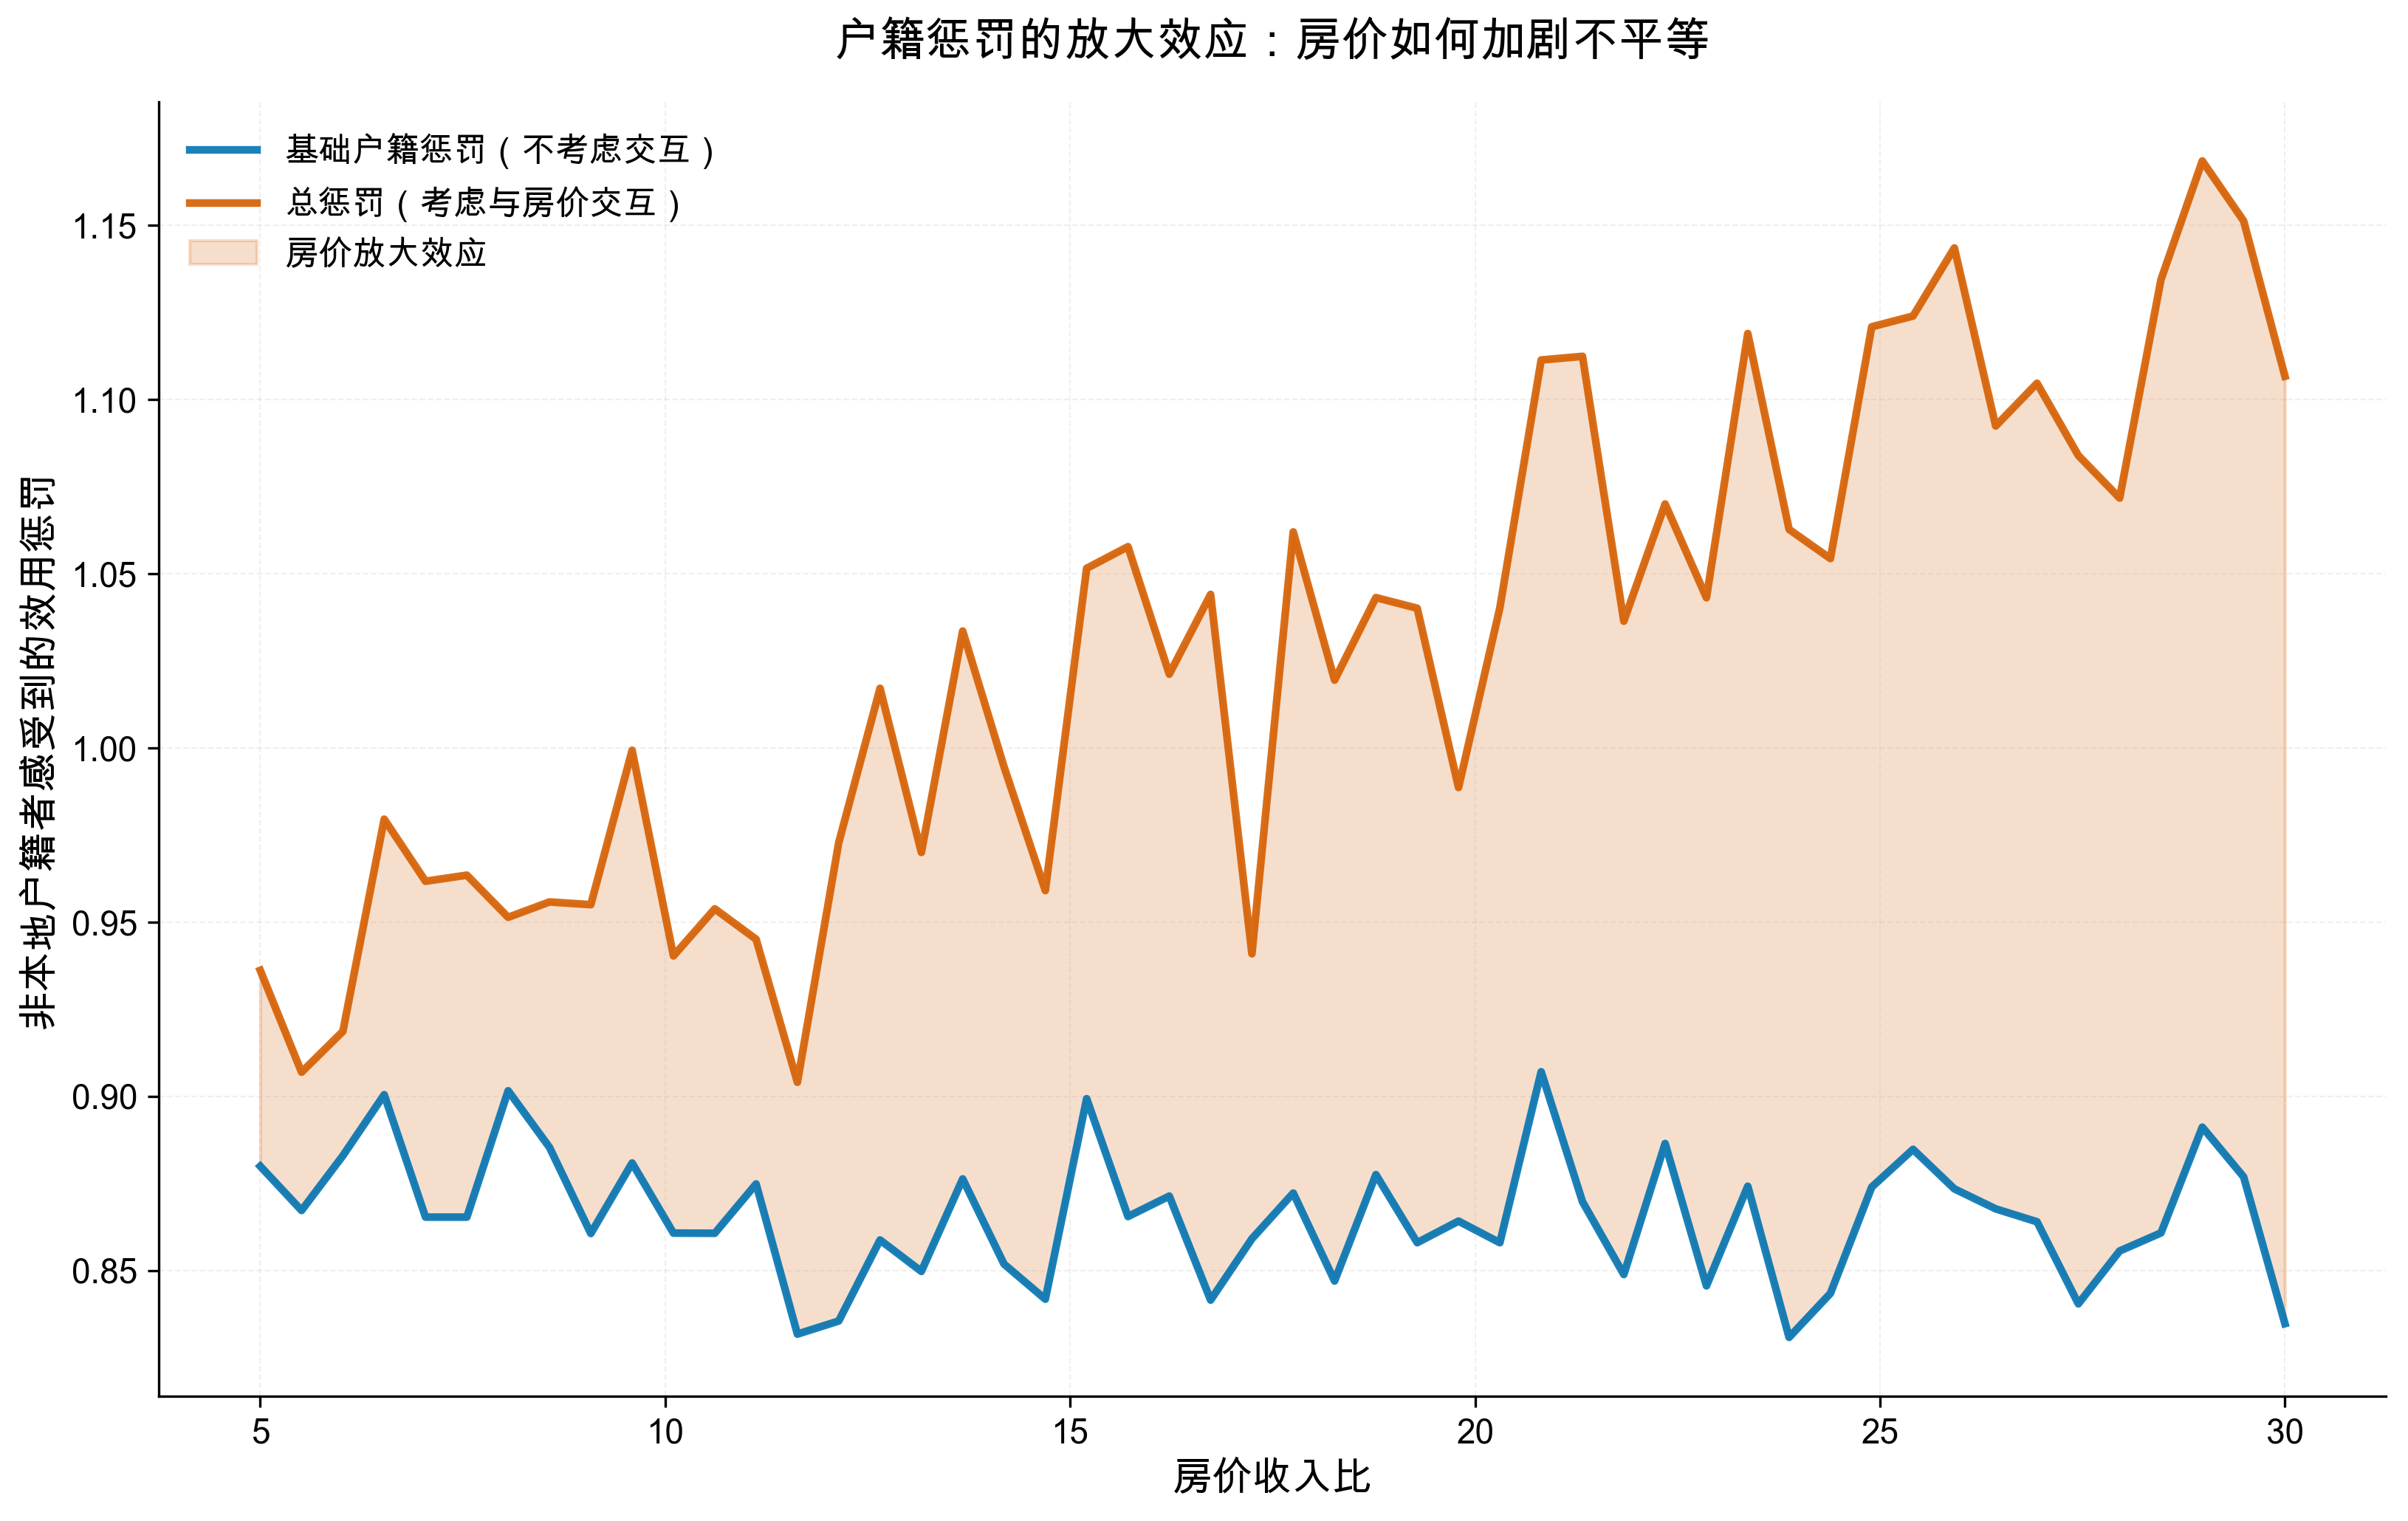 户籍惩罚的放大效应：房价如何加剧不平等
基础户籍惩罚（不考虑交互）
总惩罚（考虑与房价交互）
房价放大效应
非本地户籍者感受到的效用惩罚
1.15
1.10
1.05
1.00
0.95
0.90
0.85
5 10 15 20 25 30
房价收入比